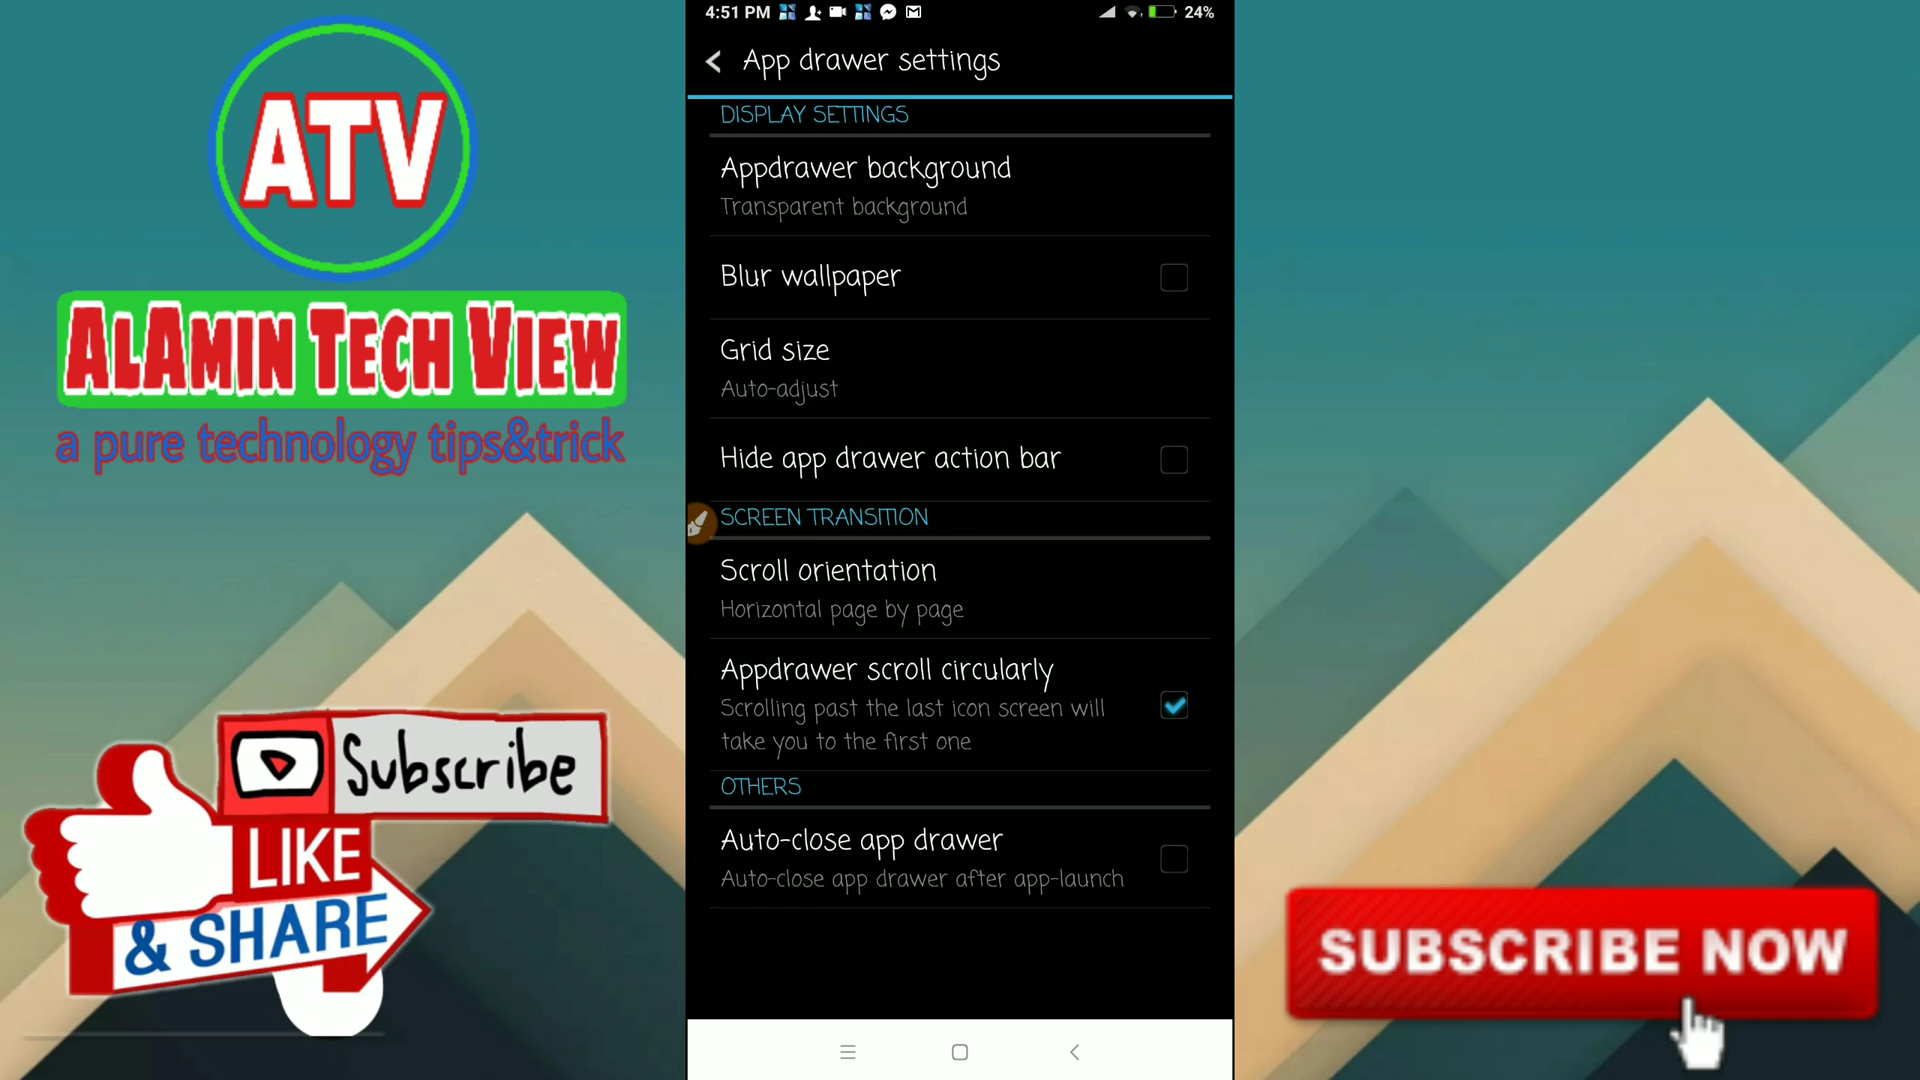 ATV
ALAMIN TECH VIEW
a pure technology tips&trick
Subscribe
LIKE
& SHARE
4:51 PM
24%
App drawer settings
DISPLAY SETTINGS
Appdrawer background
Transparent background
Blur wallpaper
Grid size
Auto-adjust
Hide app drawer action bar
SCREEN TRANSITION
Scroll orientation
Horizontal page by page
Appdrawer scroll circularly
Scrolling past the last icon screen will
take you to the first one
OTHERS
Auto-close app drawer
Auto-close app drawer after app-launch
SUBSCRIBE NOW